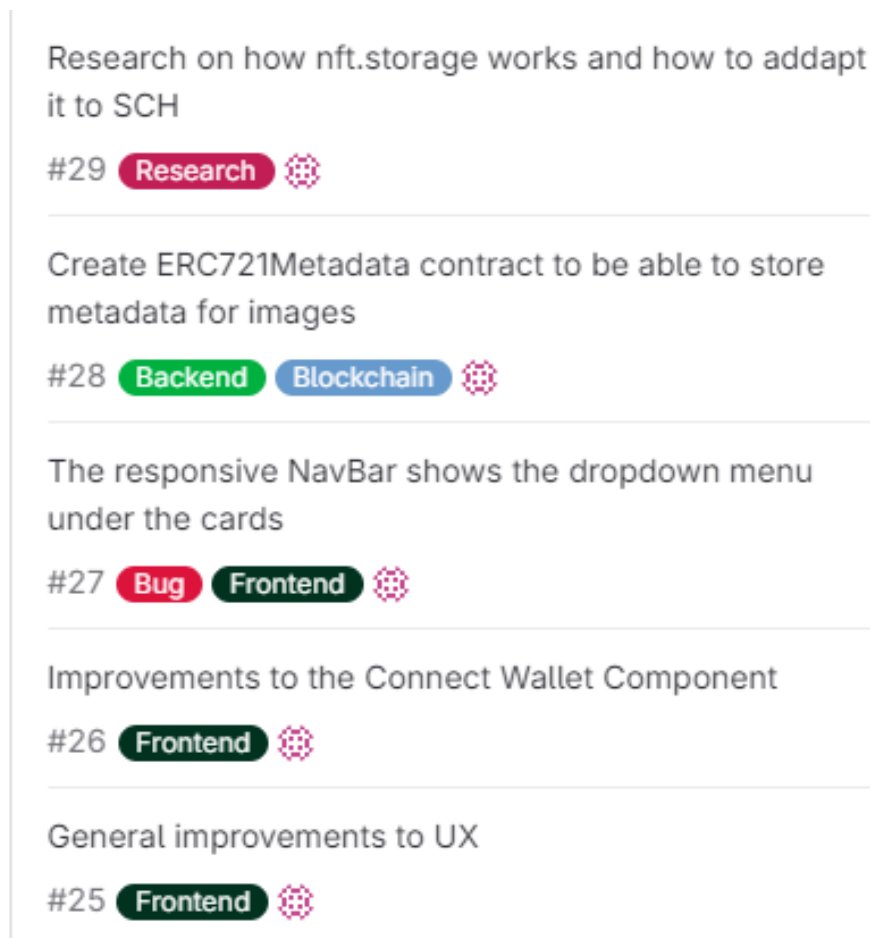 Research on how nft.storage works and how to addapt
it to SCH
#29 Research
Create ERC721Metadata contract to be able to store
metadata for images
#28 Backend Blockchain
The responsive NavBar shows the dropdown menu
under the cards
#27 Bug Frontend
Improvements to the Connect Wallet Component
#26 Frontend
General improvements to UX
#25 Frontend